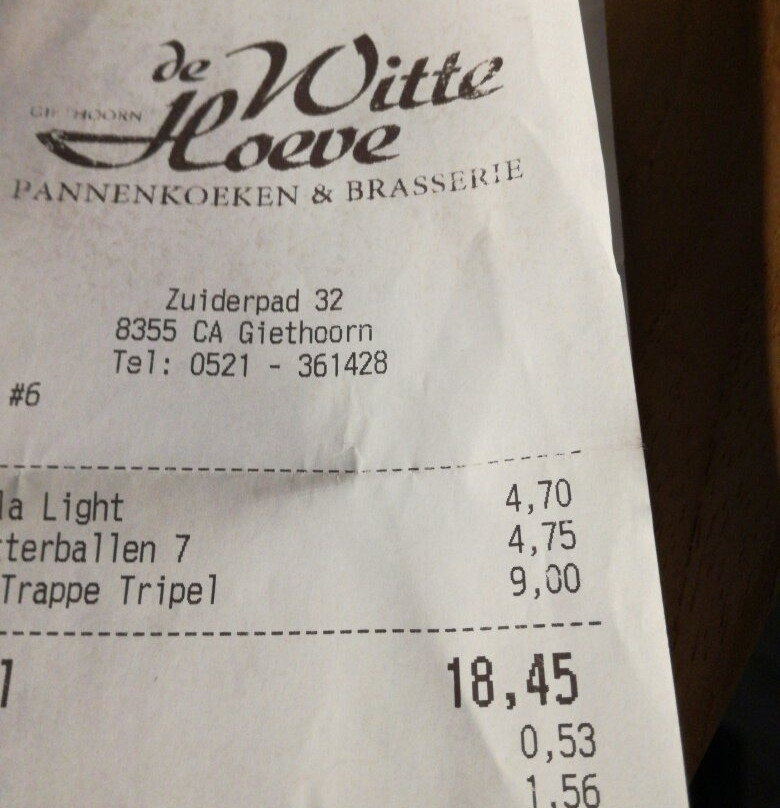 de Witte
GIETHOORN
Hoeve
PANNENKOEKEN & BRASSERIE
Zuiderpad 32
8355 CA Giethoorn
Tel: 0521 - 361428
#6
la Light 4,70
tterballen 7 4,75
Trappe Tripel 9,00
l 18,45
0,53
1,56